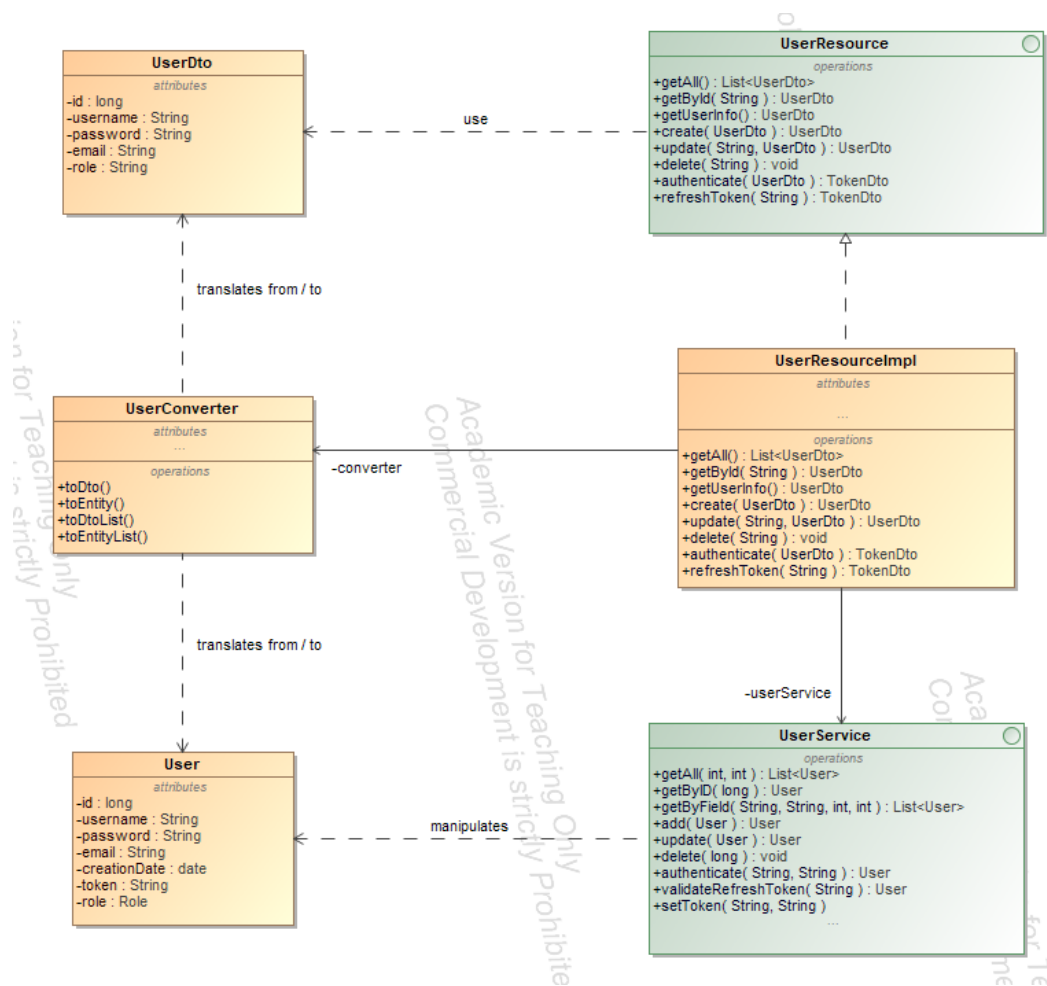 UserDto
attributes
-id : long
-username : String
-password : String
-email : String
-role : String
use
UserResource
operations
+getAll() : List<UserDto>
+getById( String ) : UserDto
+getUserInfo() : UserDto
+create( UserDto ) : UserDto
+update( String, UserDto ) : UserDto
+delete( String ) : void
+authenticate( UserDto ) : TokenDto
+refreshToken( String ) : TokenDto
translates from / to
UserConverter
attributes
...
operations
+toDto()
+toEntity()
+toDtoList()
+toEntityList()
-converter
UserResourceImpl
attributes
...
operations
+getAll() : List<UserDto>
+getById( String ) : UserDto
+getUserInfo() : UserDto
+create( UserDto ) : UserDto
+update( String, UserDto ) : UserDto
+delete( String ) : void
+authenticate( UserDto ) : TokenDto
+refreshToken( String ) : TokenDto
translates from / to
-userService
User
attributes
-id : long
-username : String
-password : String
-email : String
-creationDate : date
-token : String
-role : Role
manipulates
UserService
operations
+getAll( int, int ) : List<User>
+getByID( long ) : User
+getByField( String, String, int, int ) : List<User>
+add( User ) : User
+update( User ) : User
+delete( long ) : void
+authenticate( String, String ) : User
+validateRefreshToken( String ) : User
+setToken( String, String )
...
for Teaching Only
is strictly Prohibited
Academic Version for Teaching Only
Commercial Development is strictly Prohibite